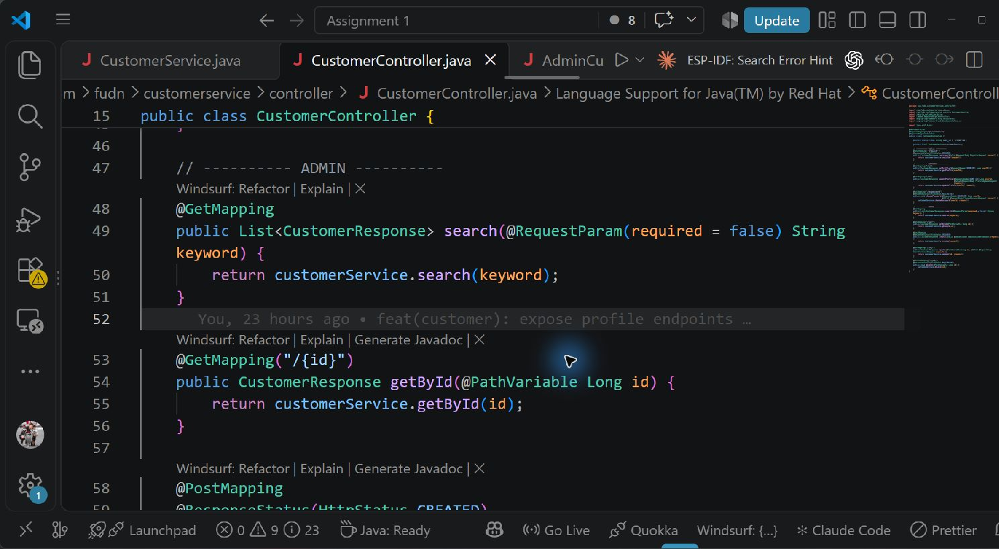 Assignment 1
8
Update
CustomerService.java
CustomerController.java
AdminCu
ESP-IDF: Search Error Hint
m > fudn > customerservice > controller > CustomerController.java > Language Support for Java(TM) by Red Hat > CustomerControll
15 public class CustomerController {
46
47 // ---------- ADMIN ----------
Windsurf: Refactor | Explain | X
48 @GetMapping
49 public List<CustomerResponse> search(@RequestParam(required = false) String
keyword) {
50 return customerService.search(keyword);
51 }
52 You, 23 hours ago • feat(customer): expose profile endpoints …
Windsurf: Refactor | Explain | Generate Javadoc | X
53 @GetMapping("/{id}")
54 public CustomerResponse getById(@PathVariable Long id) {
55 return customerService.getById(id);
56 }
57
Windsurf: Refactor | Explain | Generate Javadoc | X
58 @PostMapping
59 @ResponseStatus(HttpStatus.CREATED)
1
Launchpad
0 9 23
Java: Ready
Go Live
Quokka
Windsurf: {...}
Claude Code
Prettier